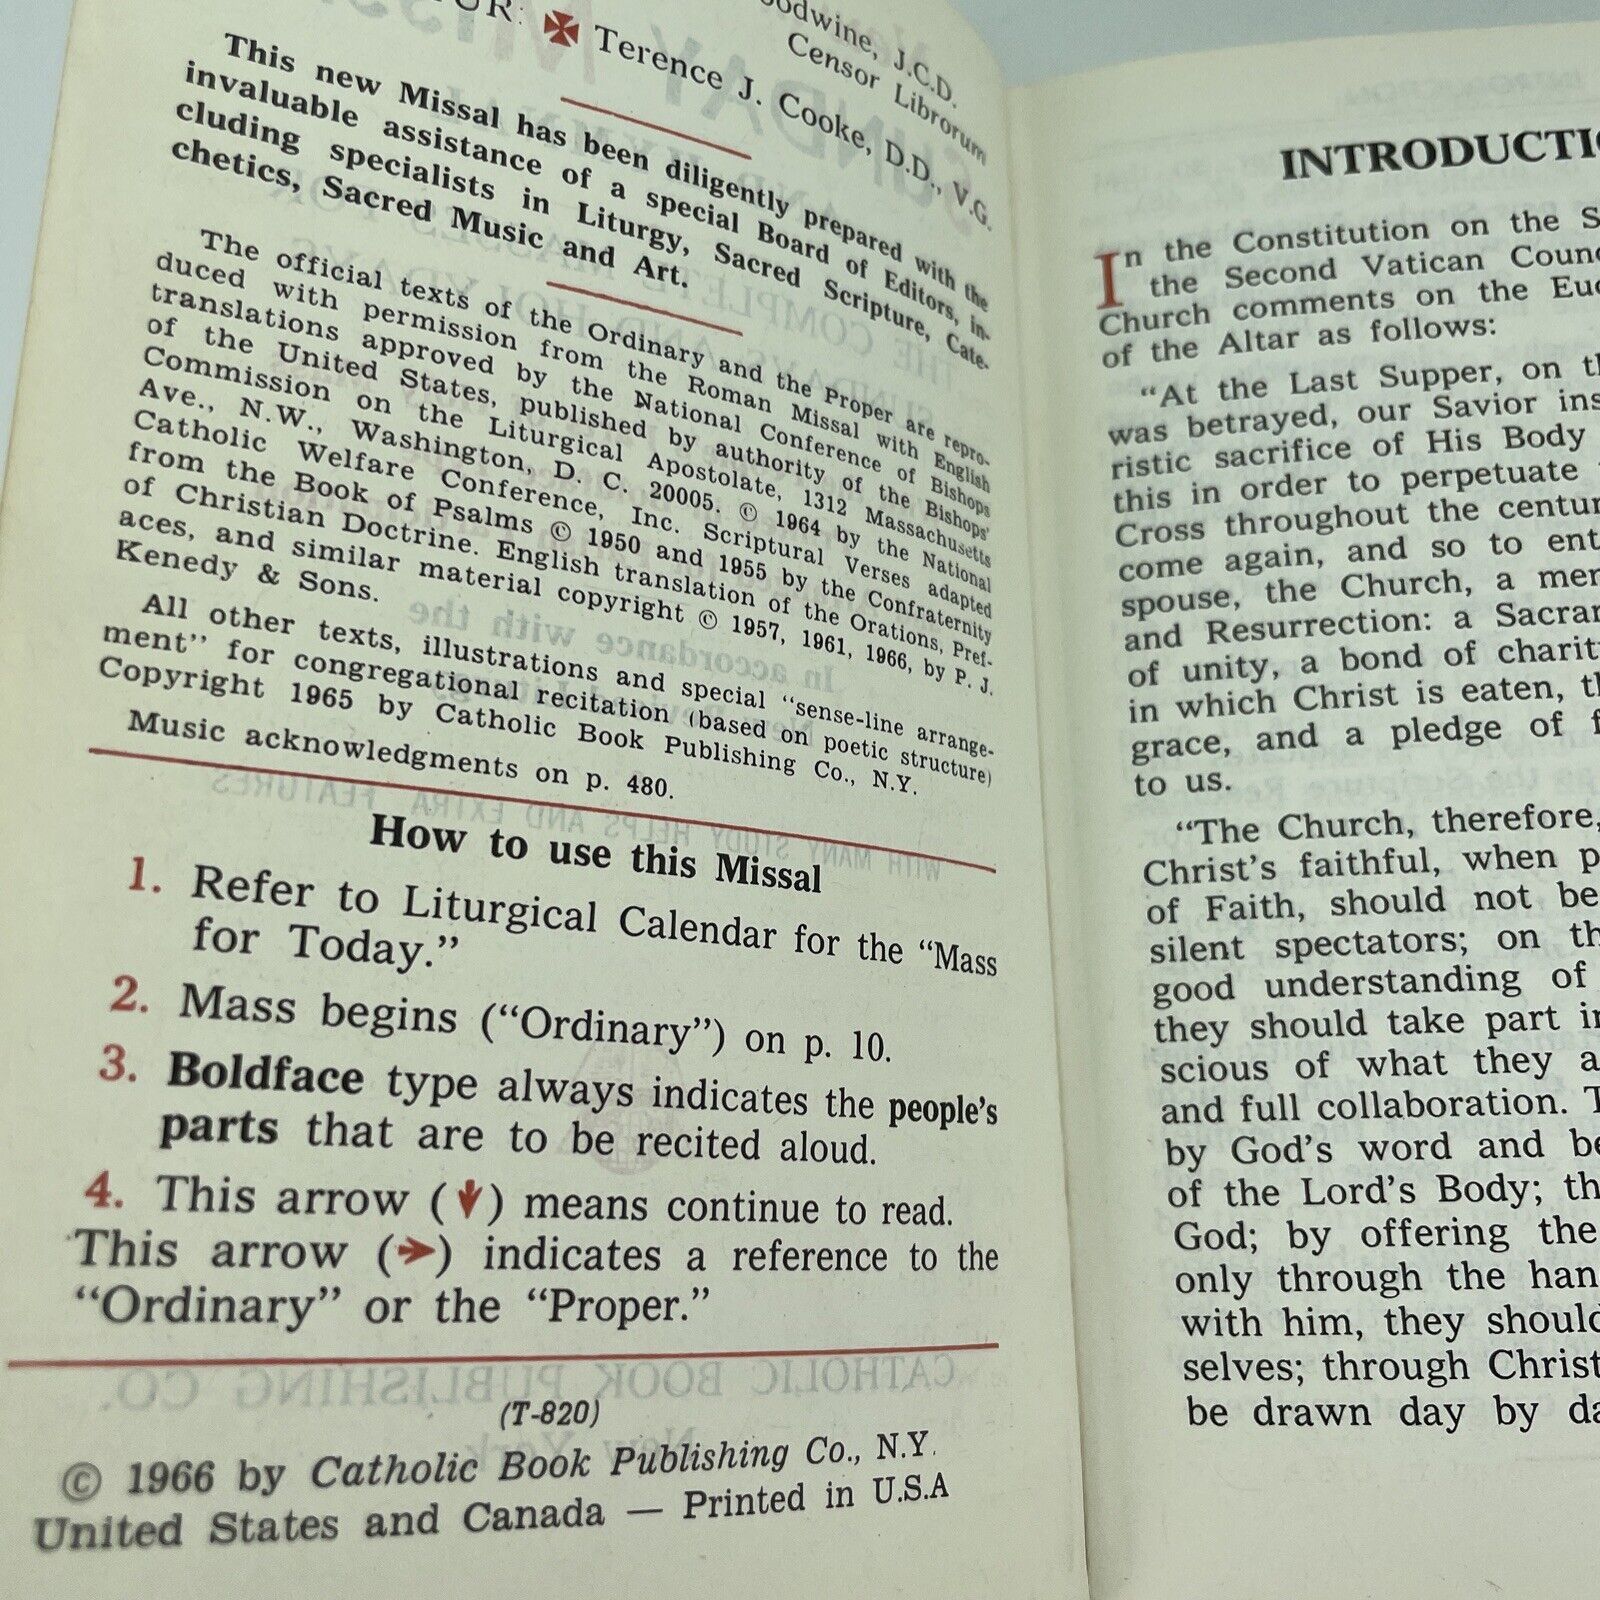 odwine, J.C.D.
Censor Librorum
UR: ✠ Terence J. Cooke, D.D., V.G.
This new Missal has been diligently prepared with the
invaluable assistance of a special Board of Editors, in-
cluding specialists in Liturgy, Sacred Scripture, Cate-
chetics, Sacred Music and Art.
The official texts of the Ordinary and the Proper are repro-
duced with permission from the Roman Missal with English
translations approved by the National Conference of Bishops
of the United States, published by authority of the Bishops'
Commission on the Liturgical Apostolate, 1312 Massachusetts
Ave., N.W., Washington, D. C. 20005. © 1964 by the National
Catholic Welfare Conference, Inc. Scriptural Verses adapted
from the Book of Psalms © 1950 and 1955 by the Confraternity
of Christian Doctrine. English translation of the Orations, Pref-
aces, and similar material copyright © 1957, 1961, 1966, by P. J.
Kenedy & Sons.
All other texts, illustrations and special "sense-line arrange-
ment" for congregational recitation (based on poetic structure)
Copyright 1965 by Catholic Book Publishing Co., N.Y.
Music acknowledgments on p. 480.
How to use this Missal
1. Refer to Liturgical Calendar for the "Mass
for Today."
2. Mass begins ("Ordinary") on p. 10.
3. Boldface type always indicates the people's
parts that are to be recited aloud.
4. This arrow (↓) means continue to read.
This arrow (→) indicates a reference to the
"Ordinary" or the "Proper."
(T-820)
© 1966 by Catholic Book Publishing Co., N.Y.
United States and Canada — Printed in U.S.A
INTRODUCTI
In the Constitution on the S
the Second Vatican Counc
Church comments on the Euc
of the Altar as follows:
"At the Last Supper, on th
was betrayed, our Savior ins
ristic sacrifice of His Body
this in order to perpetuate
Cross throughout the centur
come again, and so to ent
spouse, the Church, a mem
and Resurrection: a Sacra
of unity, a bond of charit
in which Christ is eaten, th
grace, and a pledge of f
to us.
"The Church, therefore,
Christ's faithful, when p
of Faith, should not be
silent spectators; on th
good understanding of
they should take part in
scious of what they a
and full collaboration. T
by God's word and be
of the Lord's Body; th
God; by offering the
only through the han
with him, they should
selves; through Christ
be drawn day by da